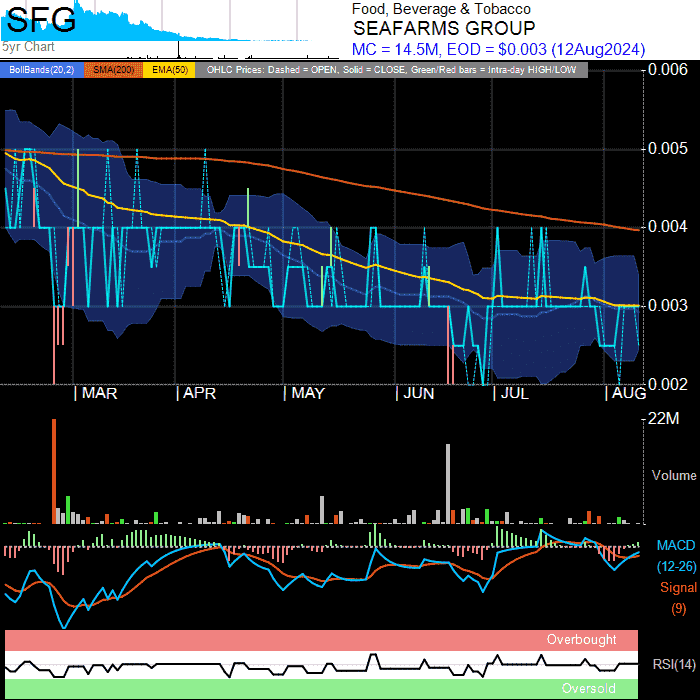 SFG
5yr Chart
Food, Beverage & Tobacco
SEAFARMS GROUP
MC = 14.5M, EOD = $0.003 (12Aug2024)
BollBands(20,2) SMA(200) EMA(50) OHLC Prices: Dashed = OPEN, Solid = CLOSE, Green/Red bars = Intra-day HIGH/LOW
0.006
0.005
0.004
0.003
0.002
MAR APR MAY JUN JUL AUG
22M
Volume
MACD
(12-26)
Signal
(9)
Overbought
RSI(14)
Oversold